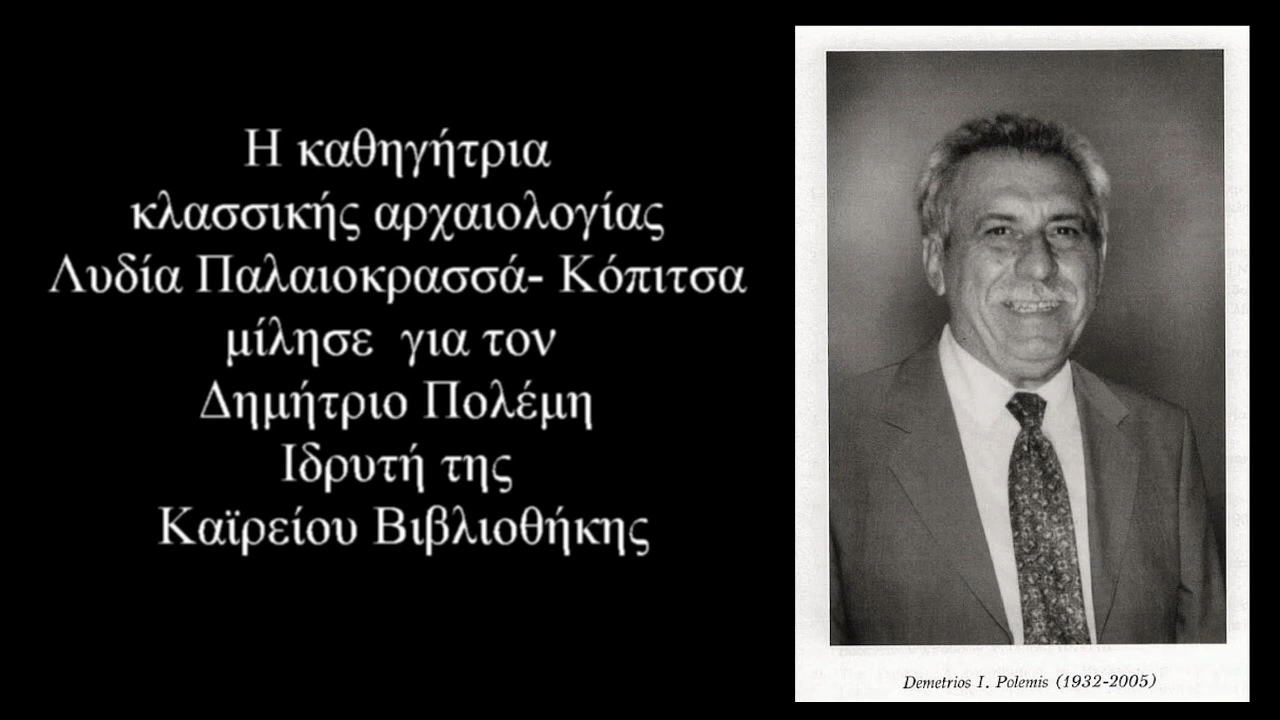 Η καθηγήτρια
κλασσικής αρχαιολογίας
Λυδία Παλαιοκρασσά- Κόπιτσα
μίλησε για τον
Δημήτριο Πολέμη
Ιδρυτή της
Καϊρείου Βιβλιοθήκης
Demetrios I. Polemis (1932-2005)